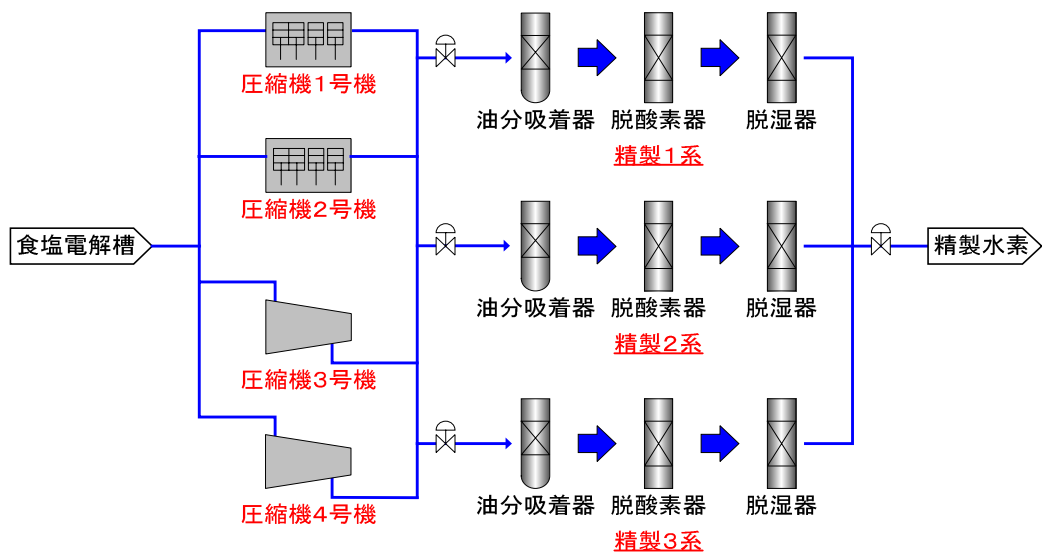 食塩電解槽
圧縮機1号機
圧縮機2号機
圧縮機3号機
圧縮機4号機
油分吸着器
脱酸素器
脱湿器
精製1系
油分吸着器
脱酸素器
脱湿器
精製2系
油分吸着器
脱酸素器
脱湿器
精製3系
精製水素